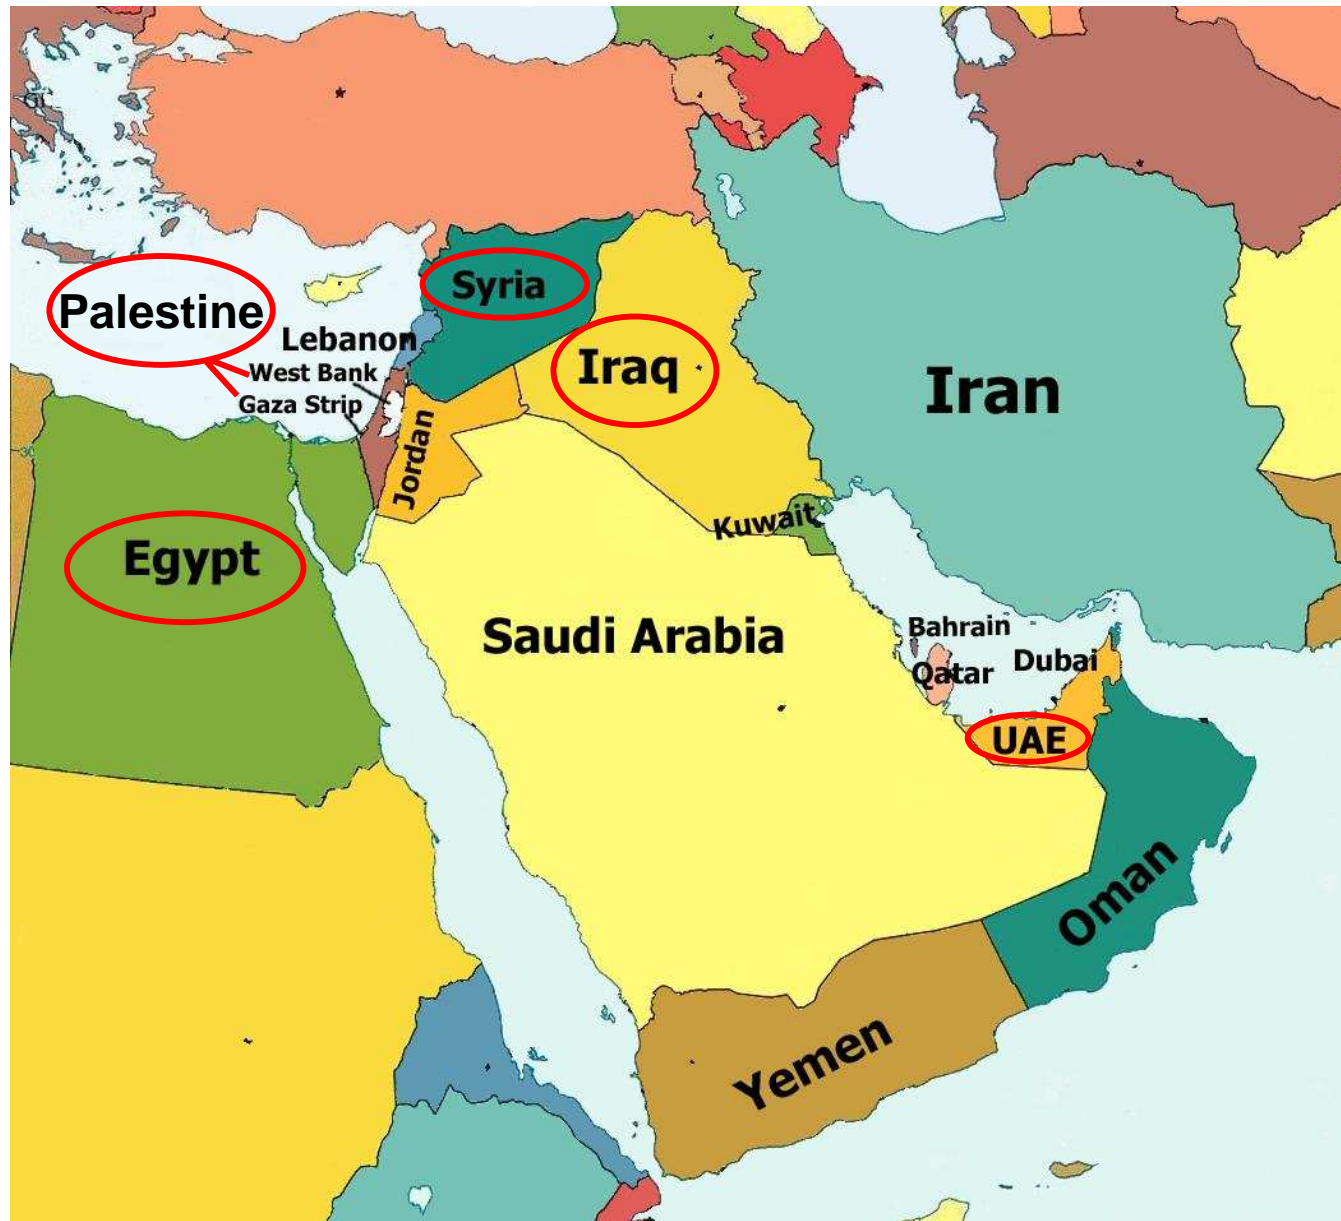 Syria
Palestine
Lebanon
West Bank
Gaza Strip
Iraq
Iran
Jordan
Kuwait
Egypt
Saudi Arabia
Bahrain
Qatar
Dubai
UAE
Oman
Yemen